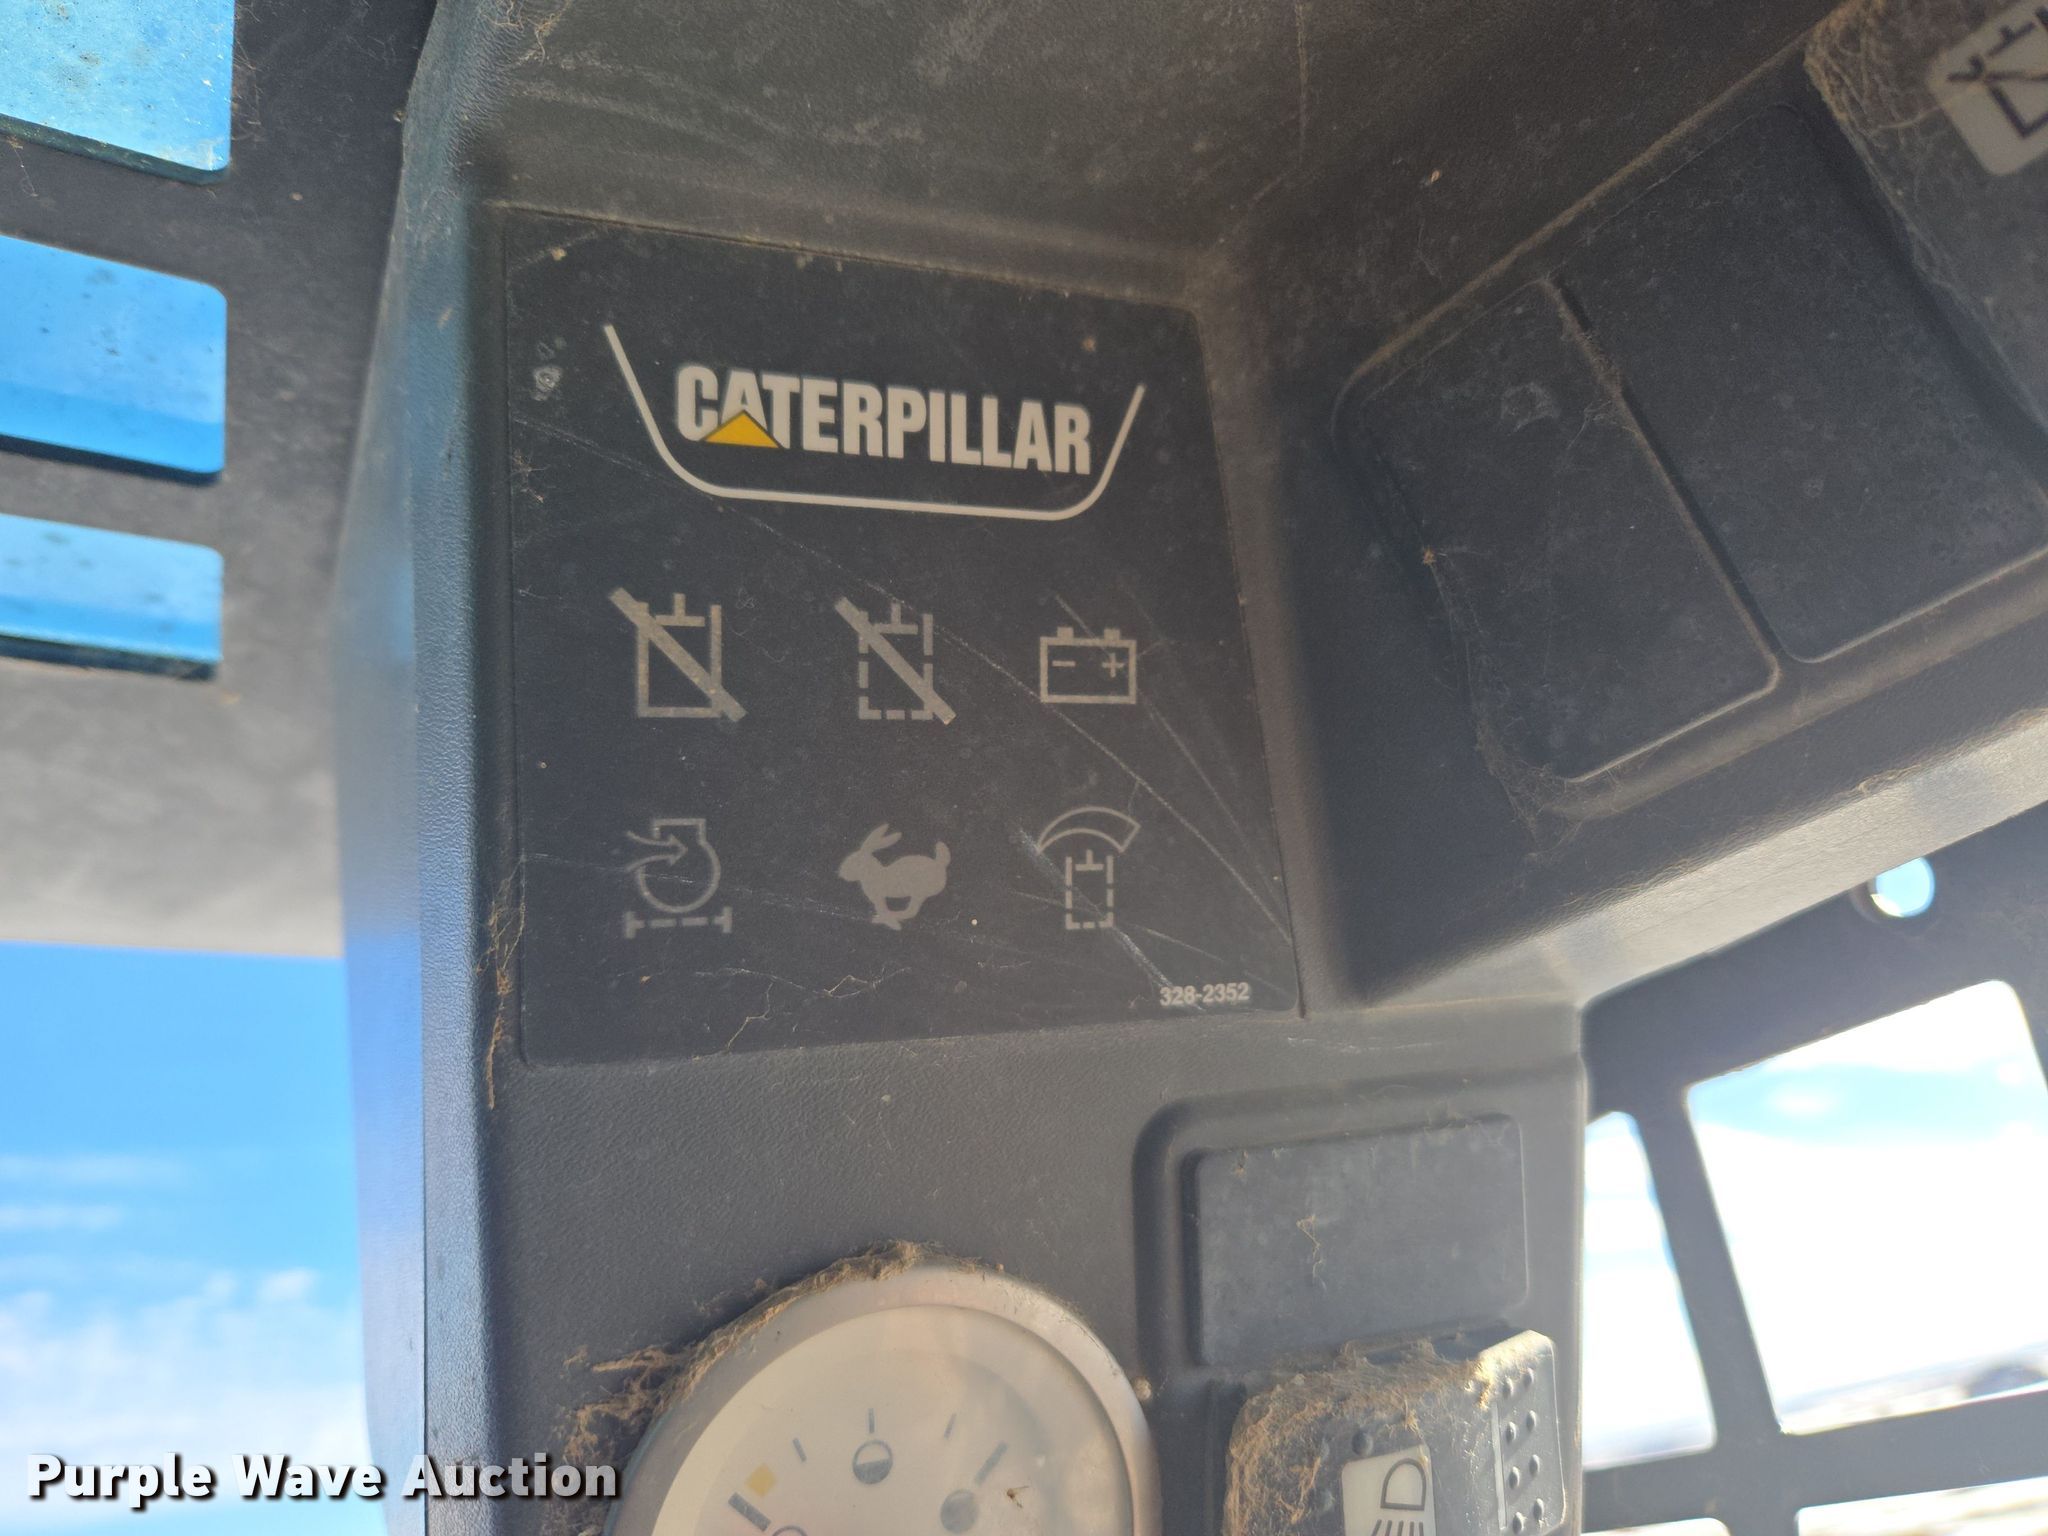 CATERPILLAR
328-2352
Purple Wave Auction